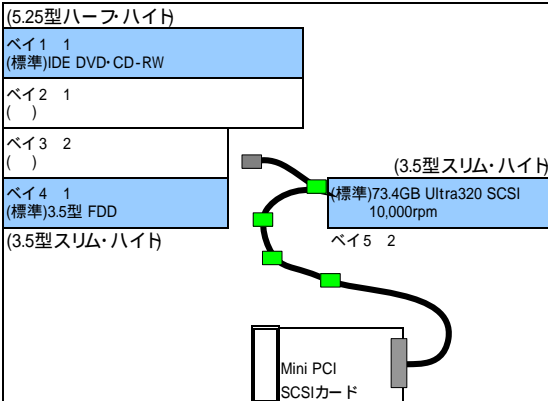 (5.25型ハーフ・ハイト)
ベイ1 1
(標準)IDE DVD・CD-RW
ベイ2 1
( )
ベイ3 2
( )
ベイ4 1
(標準)3.5型 FDD
(3.5型スリム・ハイト)
(3.5型スリム・ハイト)
(標準)73.4GB Ultra320 SCSI
10,000rpm
ベイ5 2
Mini PCI
SCSIカード